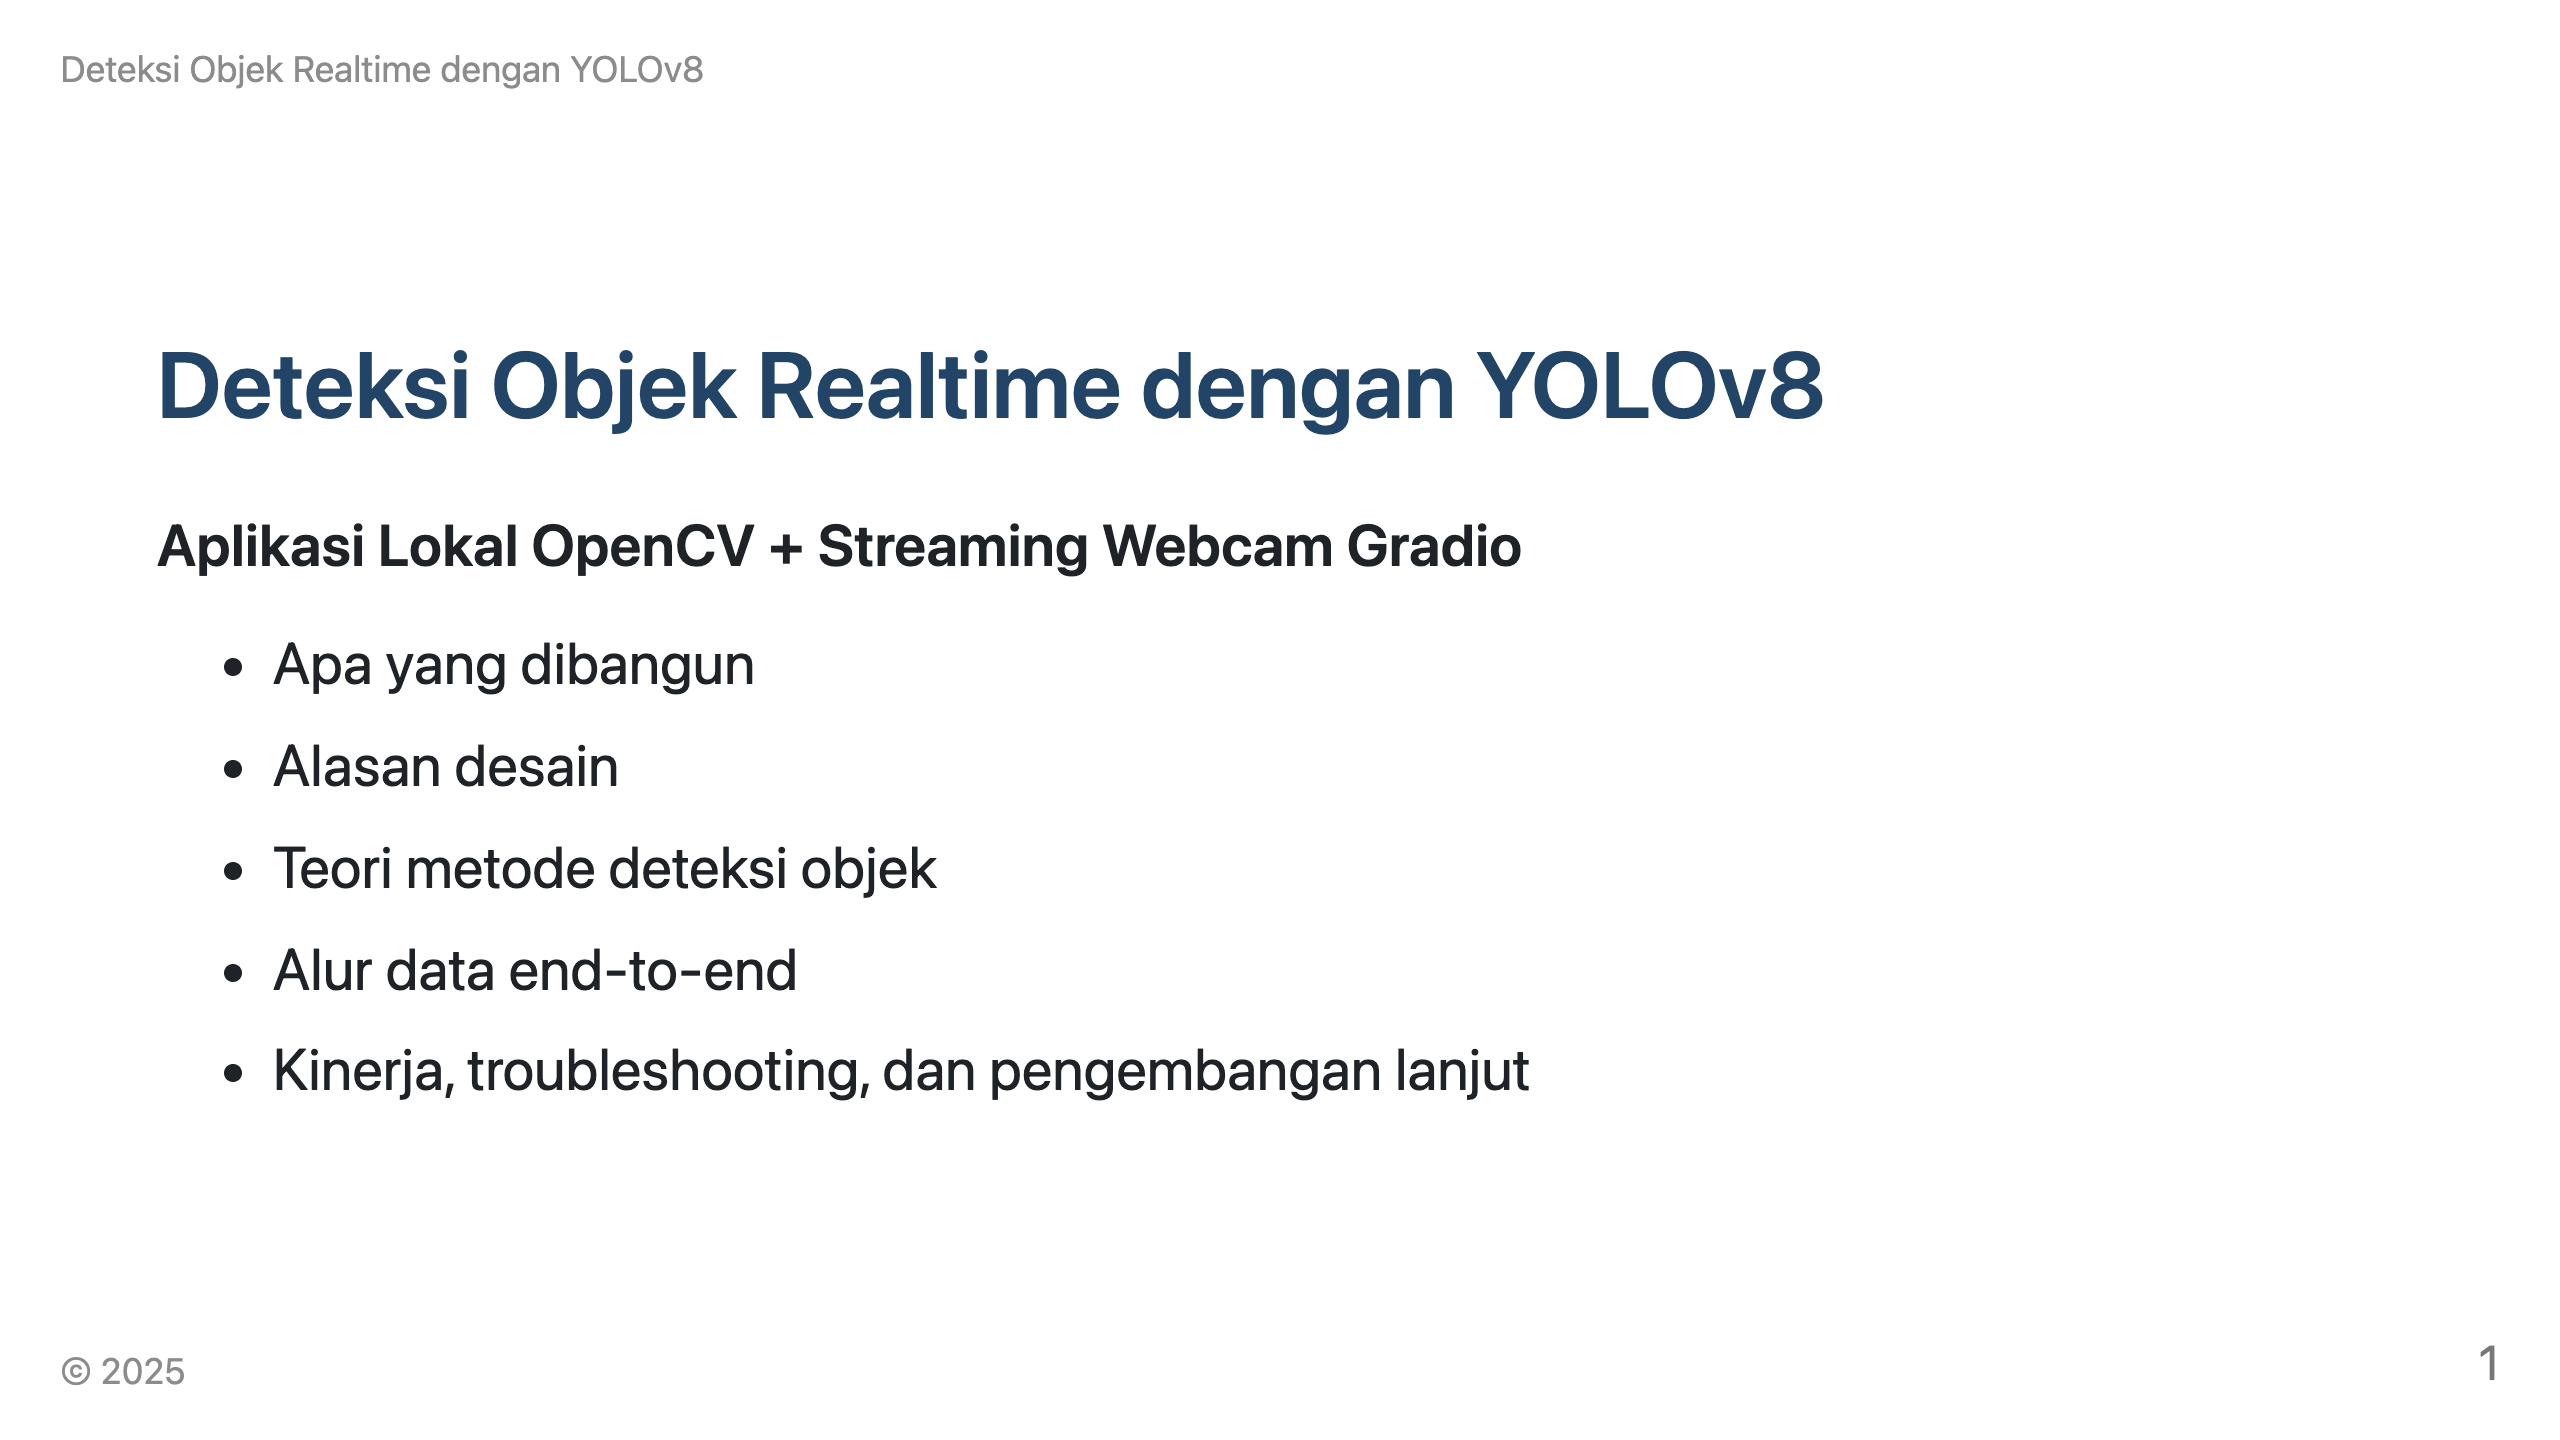 Deteksi Objek Realtime dengan YOLOv8
Deteksi Objek Realtime dengan YOLOv8
Aplikasi Lokal OpenCV + Streaming Webcam Gradio
• Apa yang dibangun
• Alasan desain
• Teori metode deteksi objek
• Alur data end-to-end
• Kinerja, troubleshooting, dan pengembangan lanjut
© 2025
1